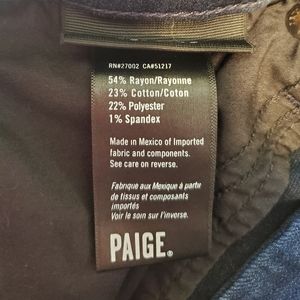 RN#27002 CA#51217
54% Rayon/Rayonne
23% Cotton/Coton
22% Polyester
1% Spandex
Made in Mexico of Imported
fabric and components.
See care on reverse.
Fabrique aux Mexique à partir
de tissus et composants
importés
Voir le soin sur l'inverse.
PAIGE®